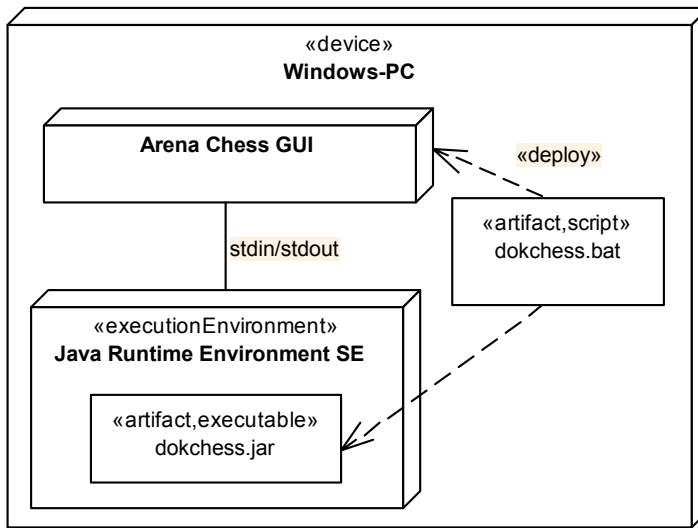 «device»
Windows-PC
Arena Chess GUI
«deploy»
«artifact,script»
dokchess.bat
stdin/stdout
«executionEnvironment»
Java Runtime Environment SE
«artifact,executable»
dokchess.jar